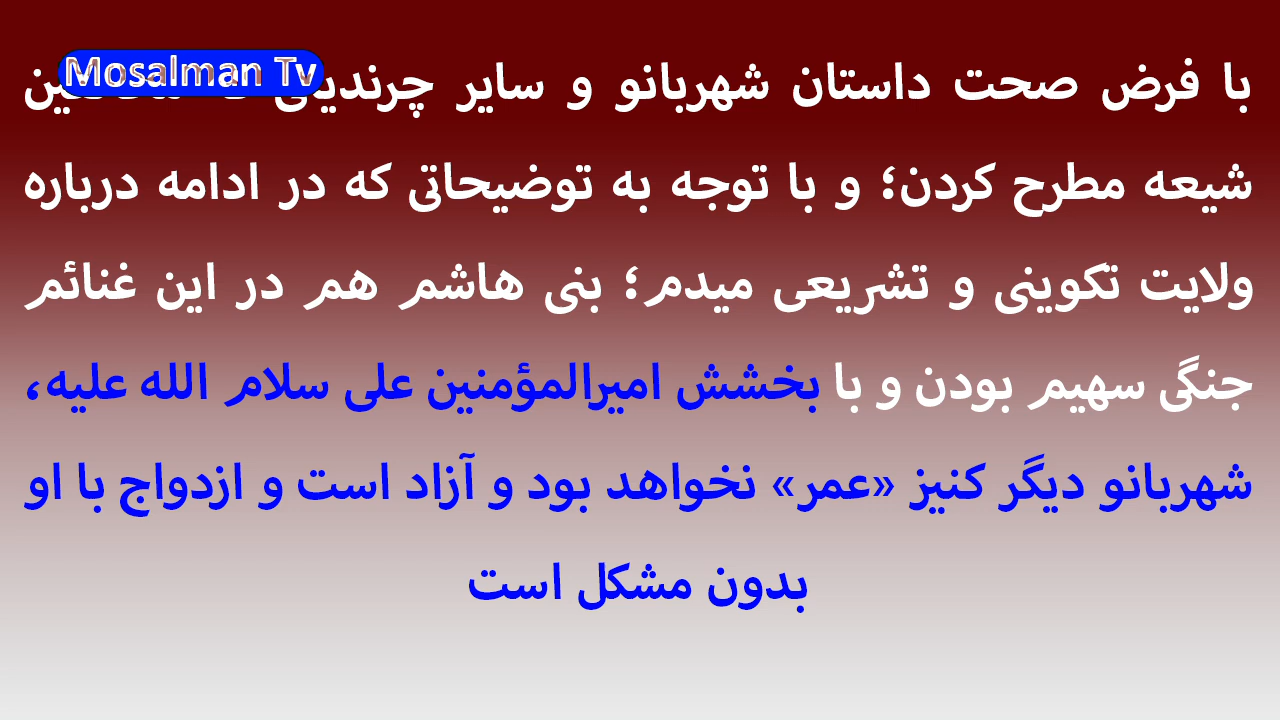 Mosalman Tv
با فرض صحت داستان شهربانو و سایر
شیعه مطرح کردن؛ و با توجه به توضیحاتی که در ادامه درباره
ولایت تکوینی و تشریعی میدم؛ بنی هاشم هم در این غنائم
جنگی سهیم بودن و با بخشش امیرالمؤمنین علی سلام الله علیه،
شهربانو دیگر کنیز «عمر» نخواهد بود و آزاد است و ازدواج با او
بدون مشکل است